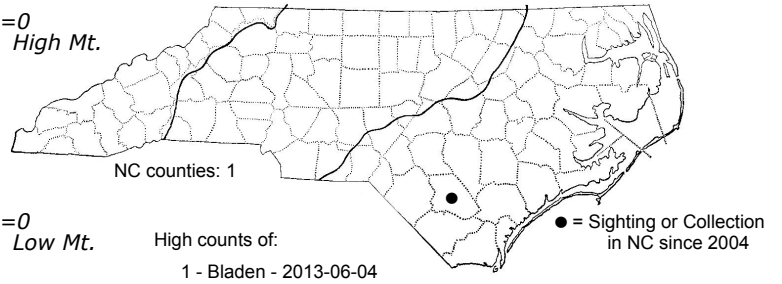 =0
High Mt.
NC counties: 1
=0
Low Mt.
High counts of:
1 - Bladen - 2013-06-04
● = Sighting or Collection
in NC since 2004